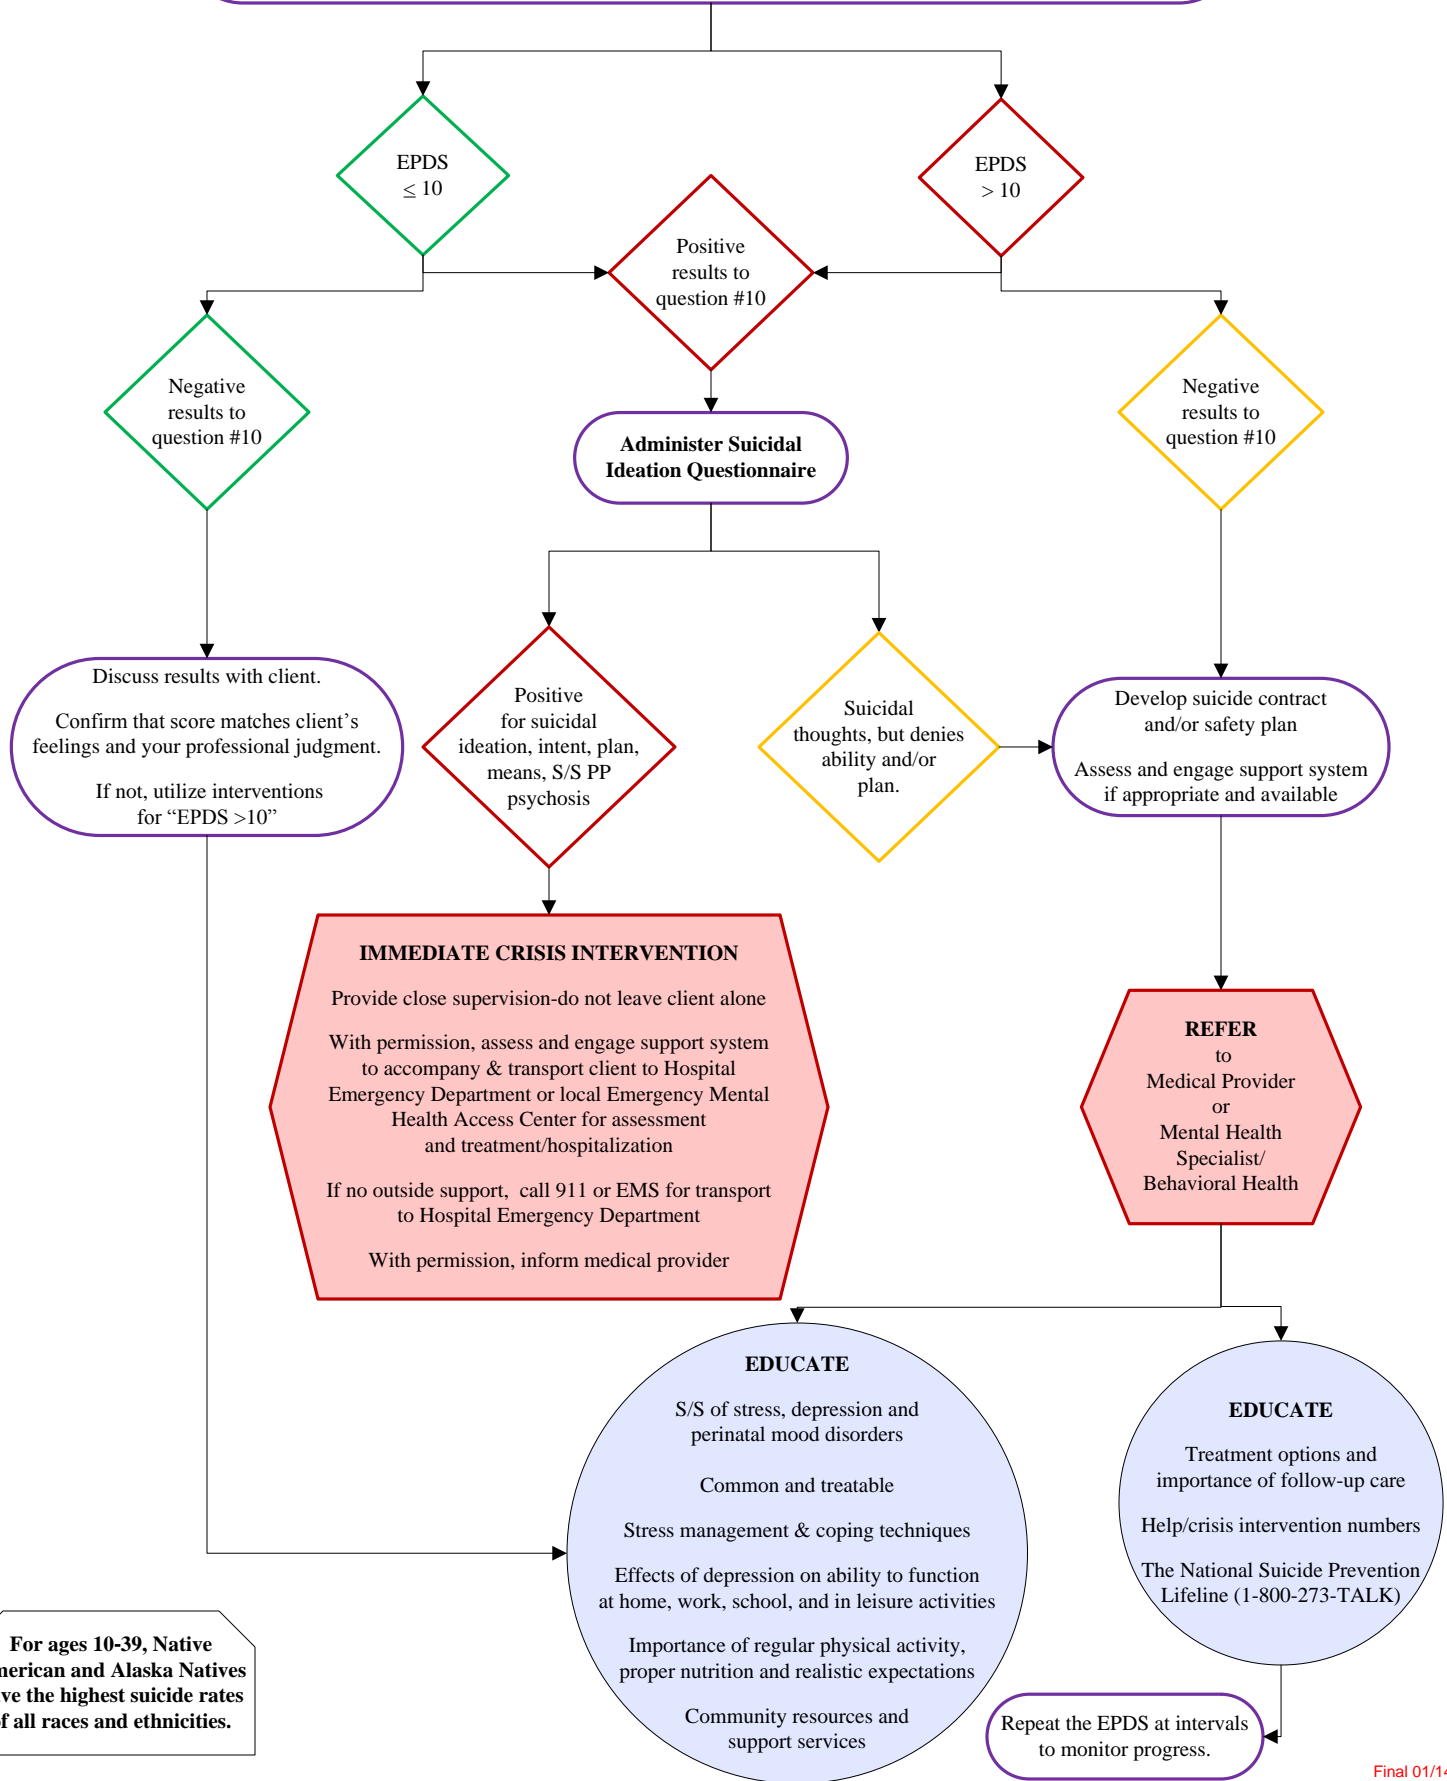 EPDS
≤ 10
EPDS
> 10
Positive
results to
question #10
Negative
results to
question #10
Negative
results to
question #10
Administer Suicidal
Ideation Questionnaire
Discuss results with client.
Confirm that score matches client's
feelings and your professional judgment.
If not, utilize interventions
for “EPDS >10”
Positive
for suicidal
ideation, intent, plan,
means, S/S PP
psychosis
Suicidal
thoughts, but denies
ability and/or
plan.
Develop suicide contract
and/or safety plan
Assess and engage support system
if appropriate and available
IMMEDIATE CRISIS INTERVENTION
Provide close supervision-do not leave client alone
With permission, assess and engage support system
to accompany & transport client to Hospital
Emergency Department or local Emergency Mental
Health Access Center for assessment
and treatment/hospitalization
If no outside support, call 911 or EMS for transport
to Hospital Emergency Department
With permission, inform medical provider
REFER
to
Medical Provider
or
Mental Health
Specialist/
Behavioral Health
EDUCATE
S/S of stress, depression and
perinatal mood disorders
Common and treatable
Stress management & coping techniques
Effects of depression on ability to function
at home, work, school, and in leisure activities
Importance of regular physical activity,
proper nutrition and realistic expectations
Community resources and
support services
EDUCATE
Treatment options and
importance of follow-up care
Help/crisis intervention numbers
The National Suicide Prevention
Lifeline (1-800-273-TALK)
Repeat the EPDS at intervals
to monitor progress.
For ages 10-39, Native
merican and Alaska Natives
ve the highest suicide rates
f all races and ethnicities.
Final 01/14